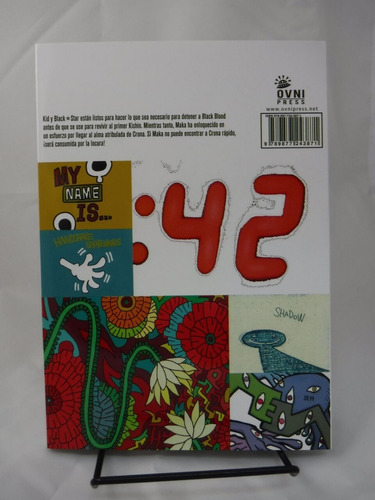 Kid y Black ☆ Star están listos para hacer lo que sea necesario para detener a Black Blood
antes de que se use para revivir al primer Kishin. Mientras tanto, Maka ha enloquecido en
un esfuerzo por llegar al alma atribulada de Crona. Si Maka no puede encontrar a Crona rápido,
¡será consumida por la locura!
OVNI
PRESS
www.ovnipress.net
MY
NAME
IS...
:42
SHADOW